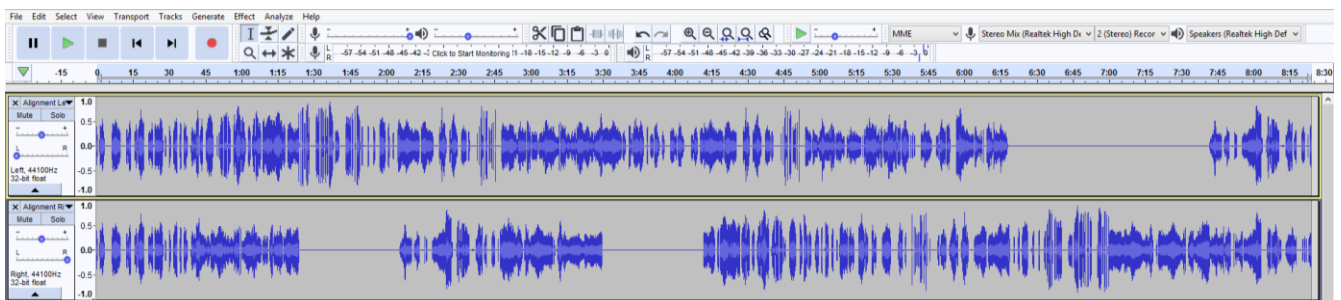 File Edit Select View Transport Tracks Generate Effect Analyze Help
MME Stereo Mix (Realtek High De 2 (Stereo) Recor Speakers (Realtek High Def
L R -57 -54 -51 -48 -45 -42 Click to Start Monitoring -18 -15 -12 -9 -6 -3 0 L R -57 -54 -51 -48 -45 -42 -39 -36 -33 -30 -27 -24 -21 -18 -15 -12 -9 -6 -3 0
-15 0 15 30 45 1:00 1:15 1:30 1:45 2:00 2:15 2:30 2:45 3:00 3:15 3:30 3:45 4:00 4:15 4:30 4:45 5:00 5:15 5:30 5:45 6:00 6:15 6:30 6:45 7:00 7:15 7:30 7:45 8:00 8:15 8:30
X Alignment Le 1.0
Mute Solo
- + 0.5
L R 0.0
Left, 44100Hz -0.5
32-bit float
-1.0
X Alignment Ri 1.0
Mute Solo
- + 0.5
L R 0.0
Right, 44100Hz -0.5
32-bit float
-1.0